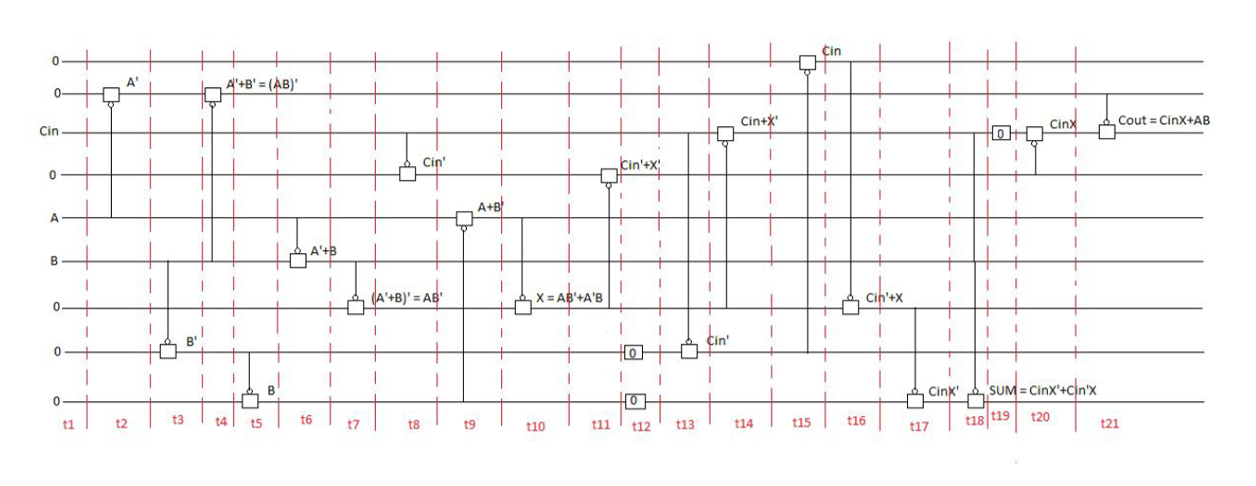 0
Cin
A'
A'+B' = (AB)'
0
Cin
Cin+X'
0
CinX
Cout = CinX+AB
0
Cin'
Cin'+X'
A
A+B'
B
A'+B
0
(A'+B)' = AB'
X = AB'+A'B
Cin'+X
0
B'
0
Cin'
0
B
0
CinX'
SUM = CinX'+Cin'X
t1 t2 t3 t4 t5 t6 t7 t8 t9 t10 t11 t12 t13 t14 t15 t16 t17 t18 t19 t20 t21